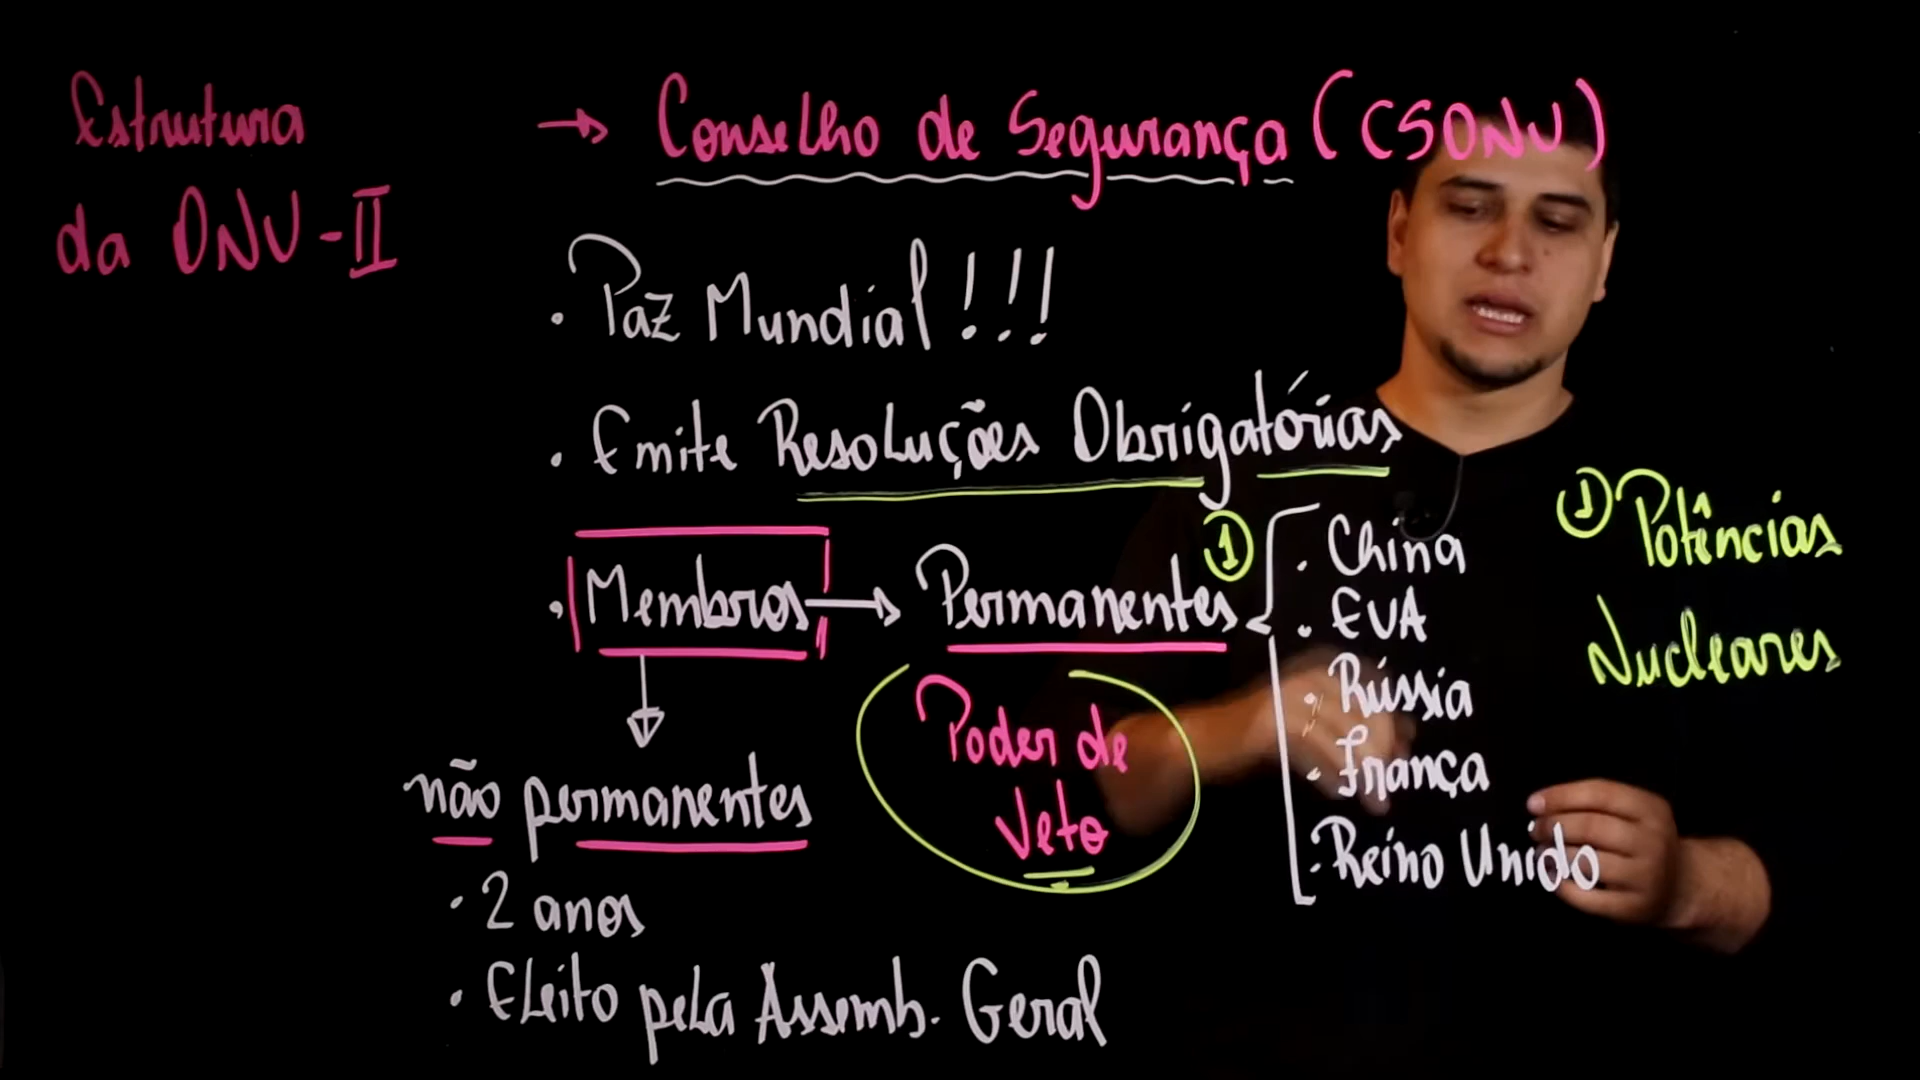 Estrutura
da ONU - II
→ Conselho de Segurança (CSONU)
. Paz Mundial!!!
. Emite Resoluções Obrigatórias
. Membros → Permanentes ①
. China
. EUA
. Rússia
. França
. Reino Unido
① Potências
Nucleares
Poder de
Veto
não permanentes
. 2 anos
. Eleito pela Assemb. Geral